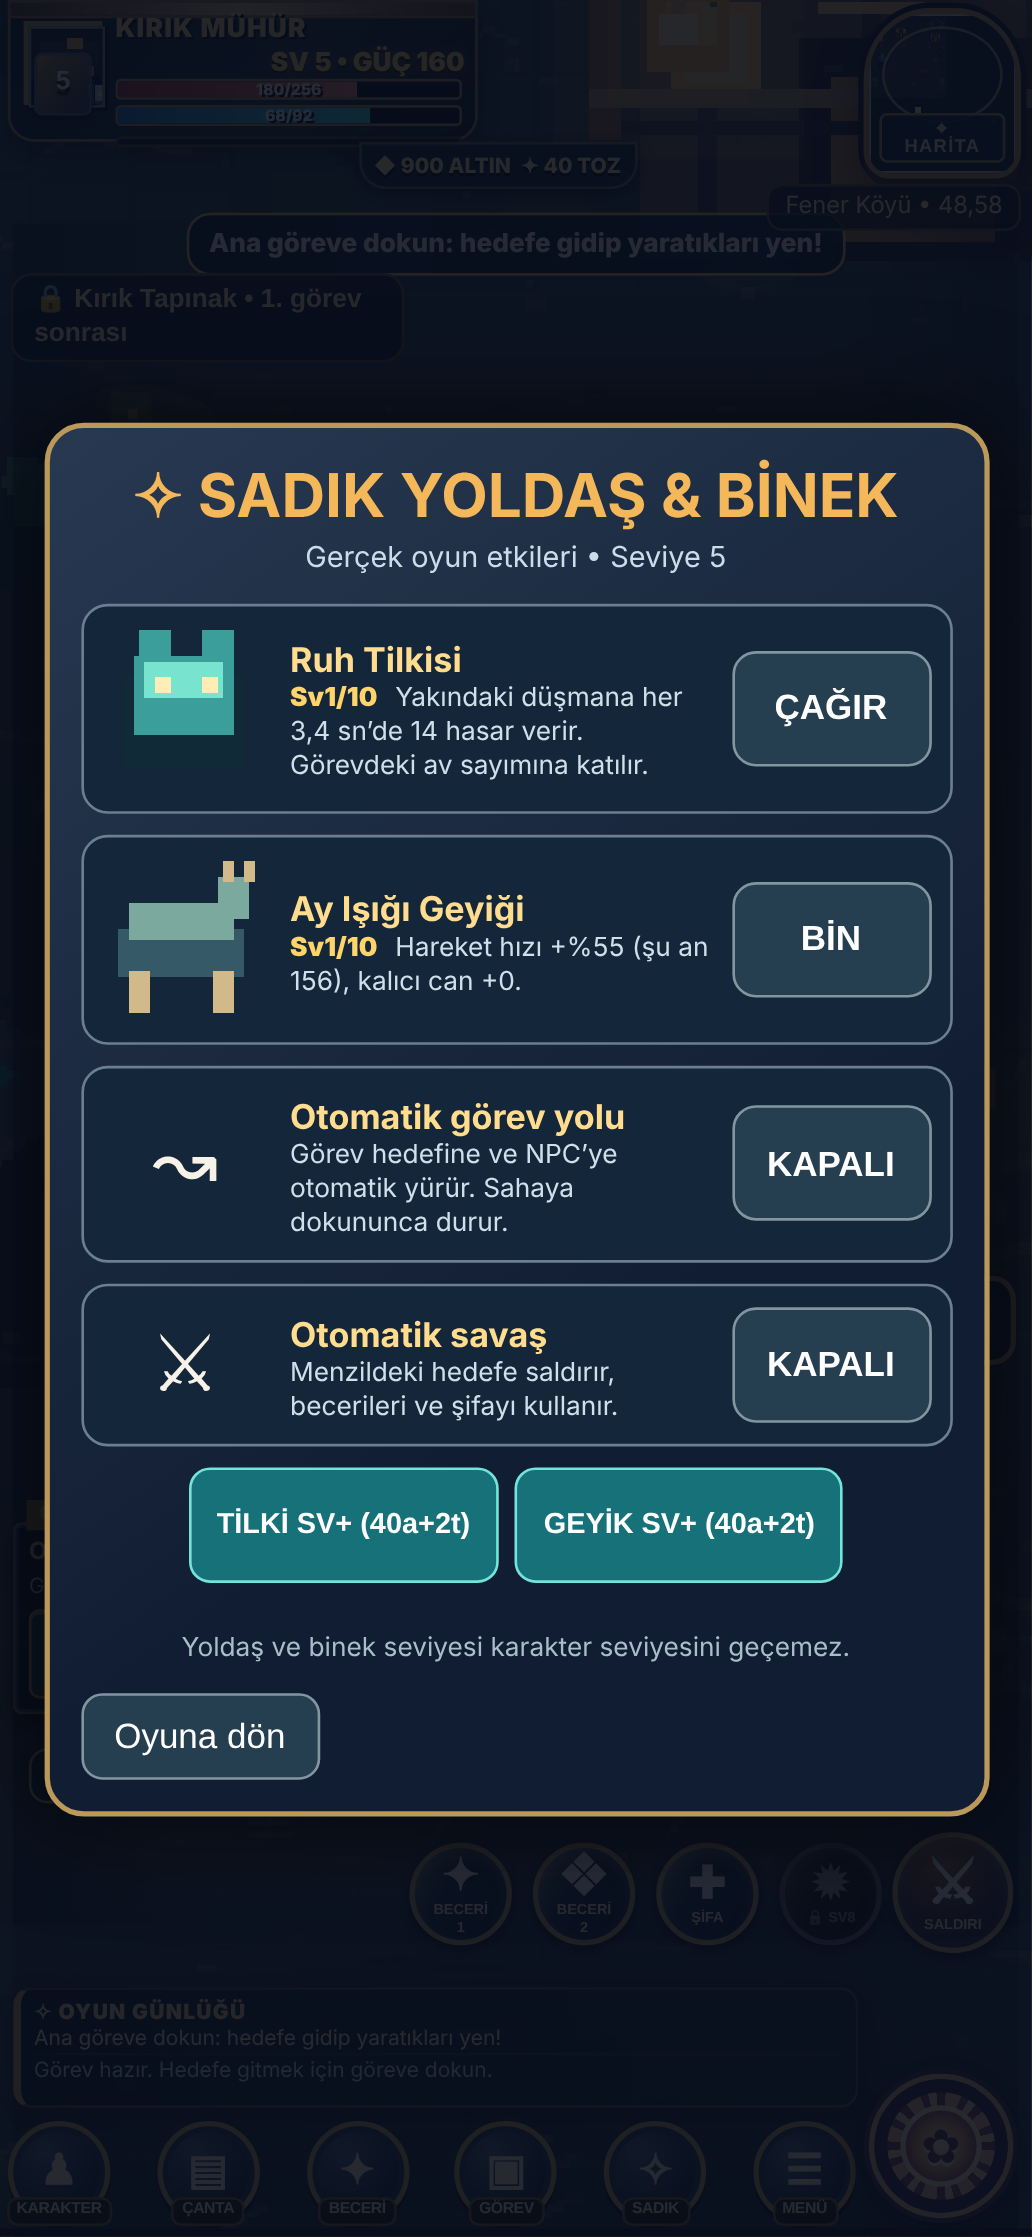 KIRIK MÜHÜR
5
SV 5 • GÜÇ 160
180/256
68/92
◆ 900 ALTIN ✦ 40 TOZ
HARİTA
Fener Köyü • 48,58
Ana göreve dokun: hedefe gidip yaratıkları yen!
🔒 Kırık Tapınak • 1. görev
sonrası
✧ SADIK YOLDAŞ & BİNEK
Gerçek oyun etkileri • Seviye 5
Ruh Tilkisi
Sv1/10 Yakındaki düşmana her
3,4 sn’de 14 hasar verir.
Görevdeki av sayımına katılır.
ÇAĞIR
Ay Işığı Geyiği
Sv1/10 Hareket hızı +%55 (şu an
156), kalıcı can +0.
BİN
Otomatik görev yolu
Görev hedefine ve NPC’ye
otomatik yürür. Sahaya
dokununca durur.
KAPALI
Otomatik savaş
Menzildeki hedefe saldırır,
becerileri ve şifayı kullanır.
KAPALI
TİLKİ SV+ (40a+2t)
GEYİK SV+ (40a+2t)
Yoldaş ve binek seviyesi karakter seviyesini geçemez.
Oyuna dön
BECERİ
1
BECERİ
2
ŞİFA
🔒 SV8
SALDIRI
✧ OYUN GÜNLÜĞÜ
Ana göreve dokun: hedefe gidip yaratıkları yen!
Görev hazır. Hedefe gitmek için göreve dokun.
KARAKTER
ÇANTA
BECERİ
GÖREV
SADIK
MENÜ